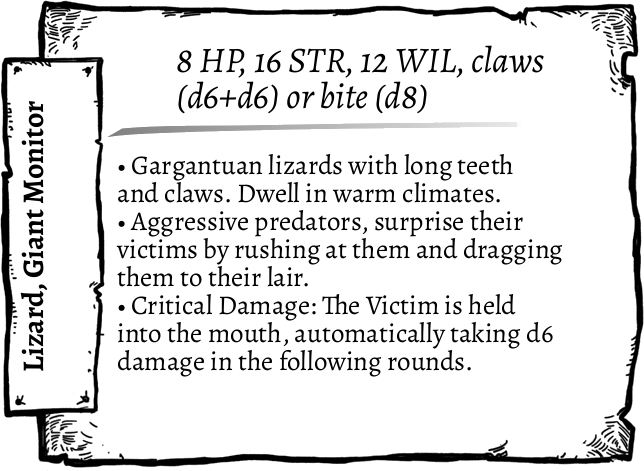 Lizard, Giant Monitor
8 HP, 16 STR, 12 WIL, claws
(d6+d6) or bite (d8)
• Gargantuan lizards with long teeth
and claws. Dwell in warm climates.
• Aggressive predators, surprise their
victims by rushing at them and dragging
them to their lair.
• Critical Damage: The Victim is held
into the mouth, automatically taking d6
damage in the following rounds.